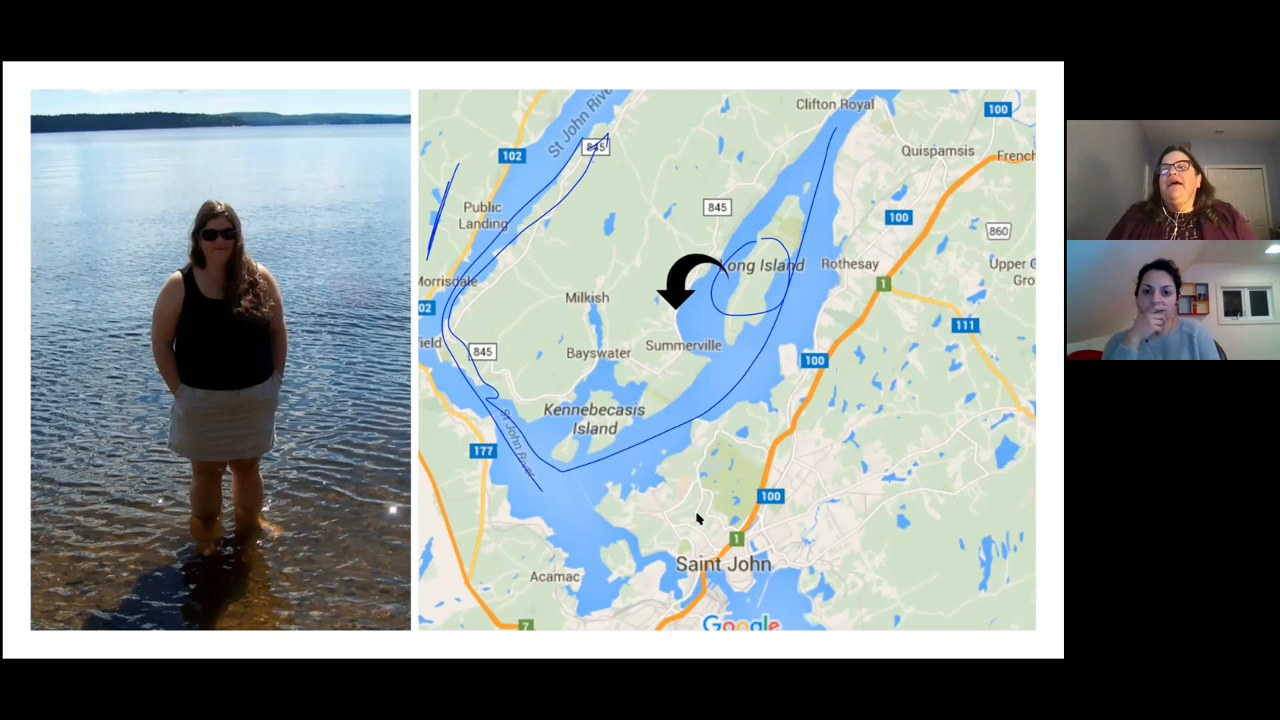 St John River
Clifton Royal
100
102
845
Quispamsis
French
Public
Landing
845
100
860
Long Island
Rothesay
Upper G
Gro
Morrisdale
Milkish
1
02
111
field
845
Bayswater
Summerville
100
Kennebecasis
Island
St John River
177
100
1
Saint John
Acamac
7
Google